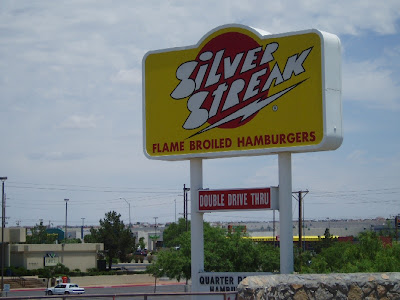 SILVER
STREAK®
FLAME BROILED HAMBURGERS
DOUBLE DRIVE THRU
QUARTER